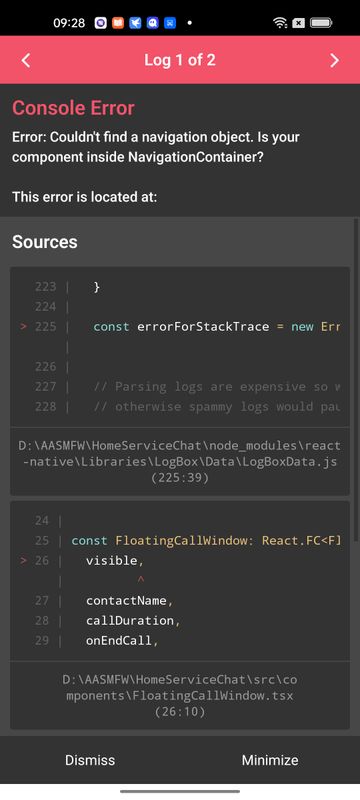 09:28
Log 1 of 2
Console Error
Error: Couldn't find a navigation object. Is your
component inside NavigationContainer?
This error is located at:
Sources
223 | }
224 |
> 225 | const errorForStackTrace = new Err
|
226 |
227 | // Parsing logs are expensive so w
228 | // otherwise spammy logs would pau
D:\AASMFW\HomeServiceChat\node_modules\react
-native\Libraries\LogBox\Data\LogBoxData.js
(225:39)
24 |
25 | const FloatingCallWindow: React.FC<Fl
> 26 | visible,
| ^
27 | contactName,
28 | callDuration,
29 | onEndCall,
D:\AASMFW\HomeServiceChat\src\co
mponents\FloatingCallWindow.tsx
(26:10)
Dismiss Minimize